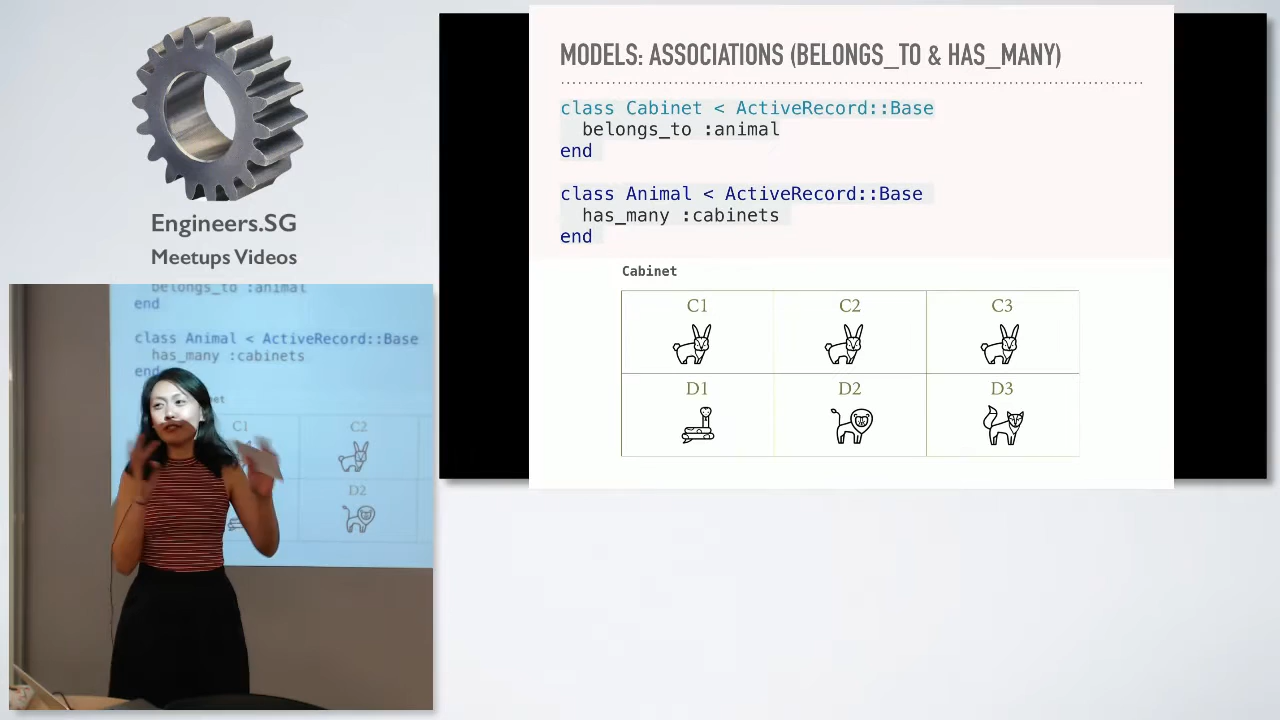 Engineers.SG
Meetups Videos
MODELS: ASSOCIATIONS (BELONGS_TO & HAS_MANY)
class Cabinet < ActiveRecord::Base
belongs_to :animal
end
class Animal < ActiveRecord::Base
has_many :cabinets
end
Cabinet
C1 C2 C3
D1 D2 D3
belongs_to :animal
end
class Animal < ActiveRecord::Base
has_many :cabinets
end
C1 C2
D2